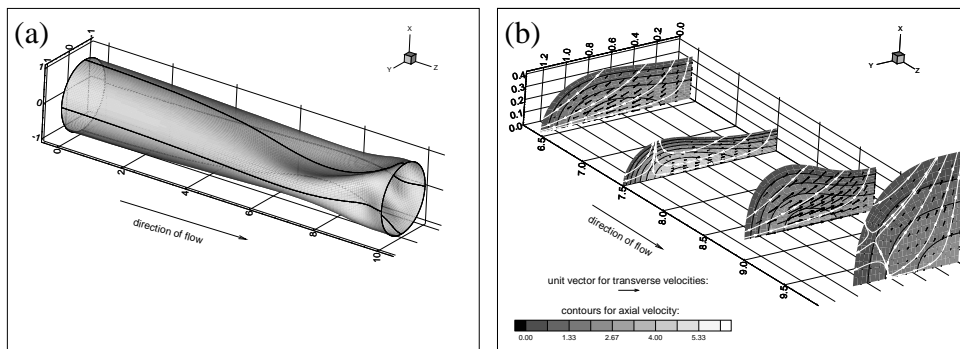 (a)
X
Y
Z
-1
0
1
1
0
-1
0
2
4
6
8
10
direction of flow
(b)
X
Y
Z
0.0
0.2
0.4
0.6
0.8
1.0
1.2
0.4
0.3
0.2
0.1
0.0
6.5
7.0
7.5
8.0
8.5
9.0
9.5
direction of flow
unit vector for transverse velocities:
contours for axial velocity:
0.00 1.33 2.67 4.00 5.33